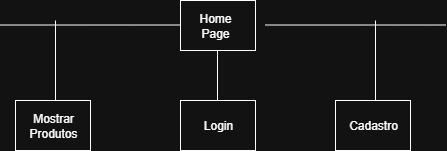 Home
Page
Mostrar
Produtos
Login
Cadastro